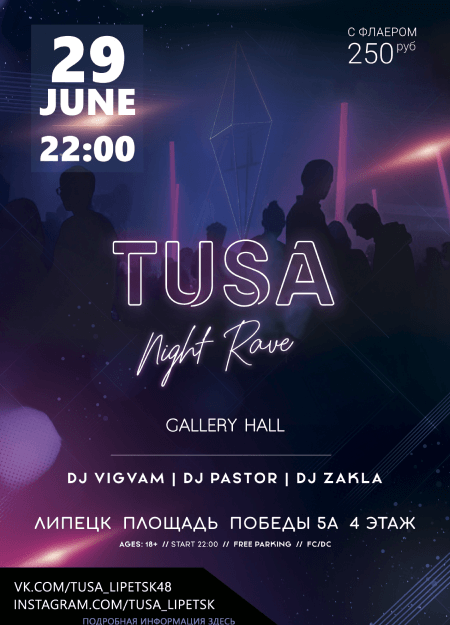 29
JUNE
22:00
С ФЛАЕРОМ
250 руб
TUSA
Night Rave
GALLERY HALL
DJ VIGVAM | DJ PASTOR | DJ ZAKLA
ЛИПЕЦК ПЛОЩАДЬ ПОБЕДЫ 5А 4 ЭТАЖ
AGES: 18+ // START 22:00 // FREE PARKING // FC/DC
VK.COM/TUSA_LIPETSK48
INSTAGRAM.COM/TUSA_LIPETSK
ПОДРОБНАЯ ИНФОРМАЦИЯ ЗДЕСЬ